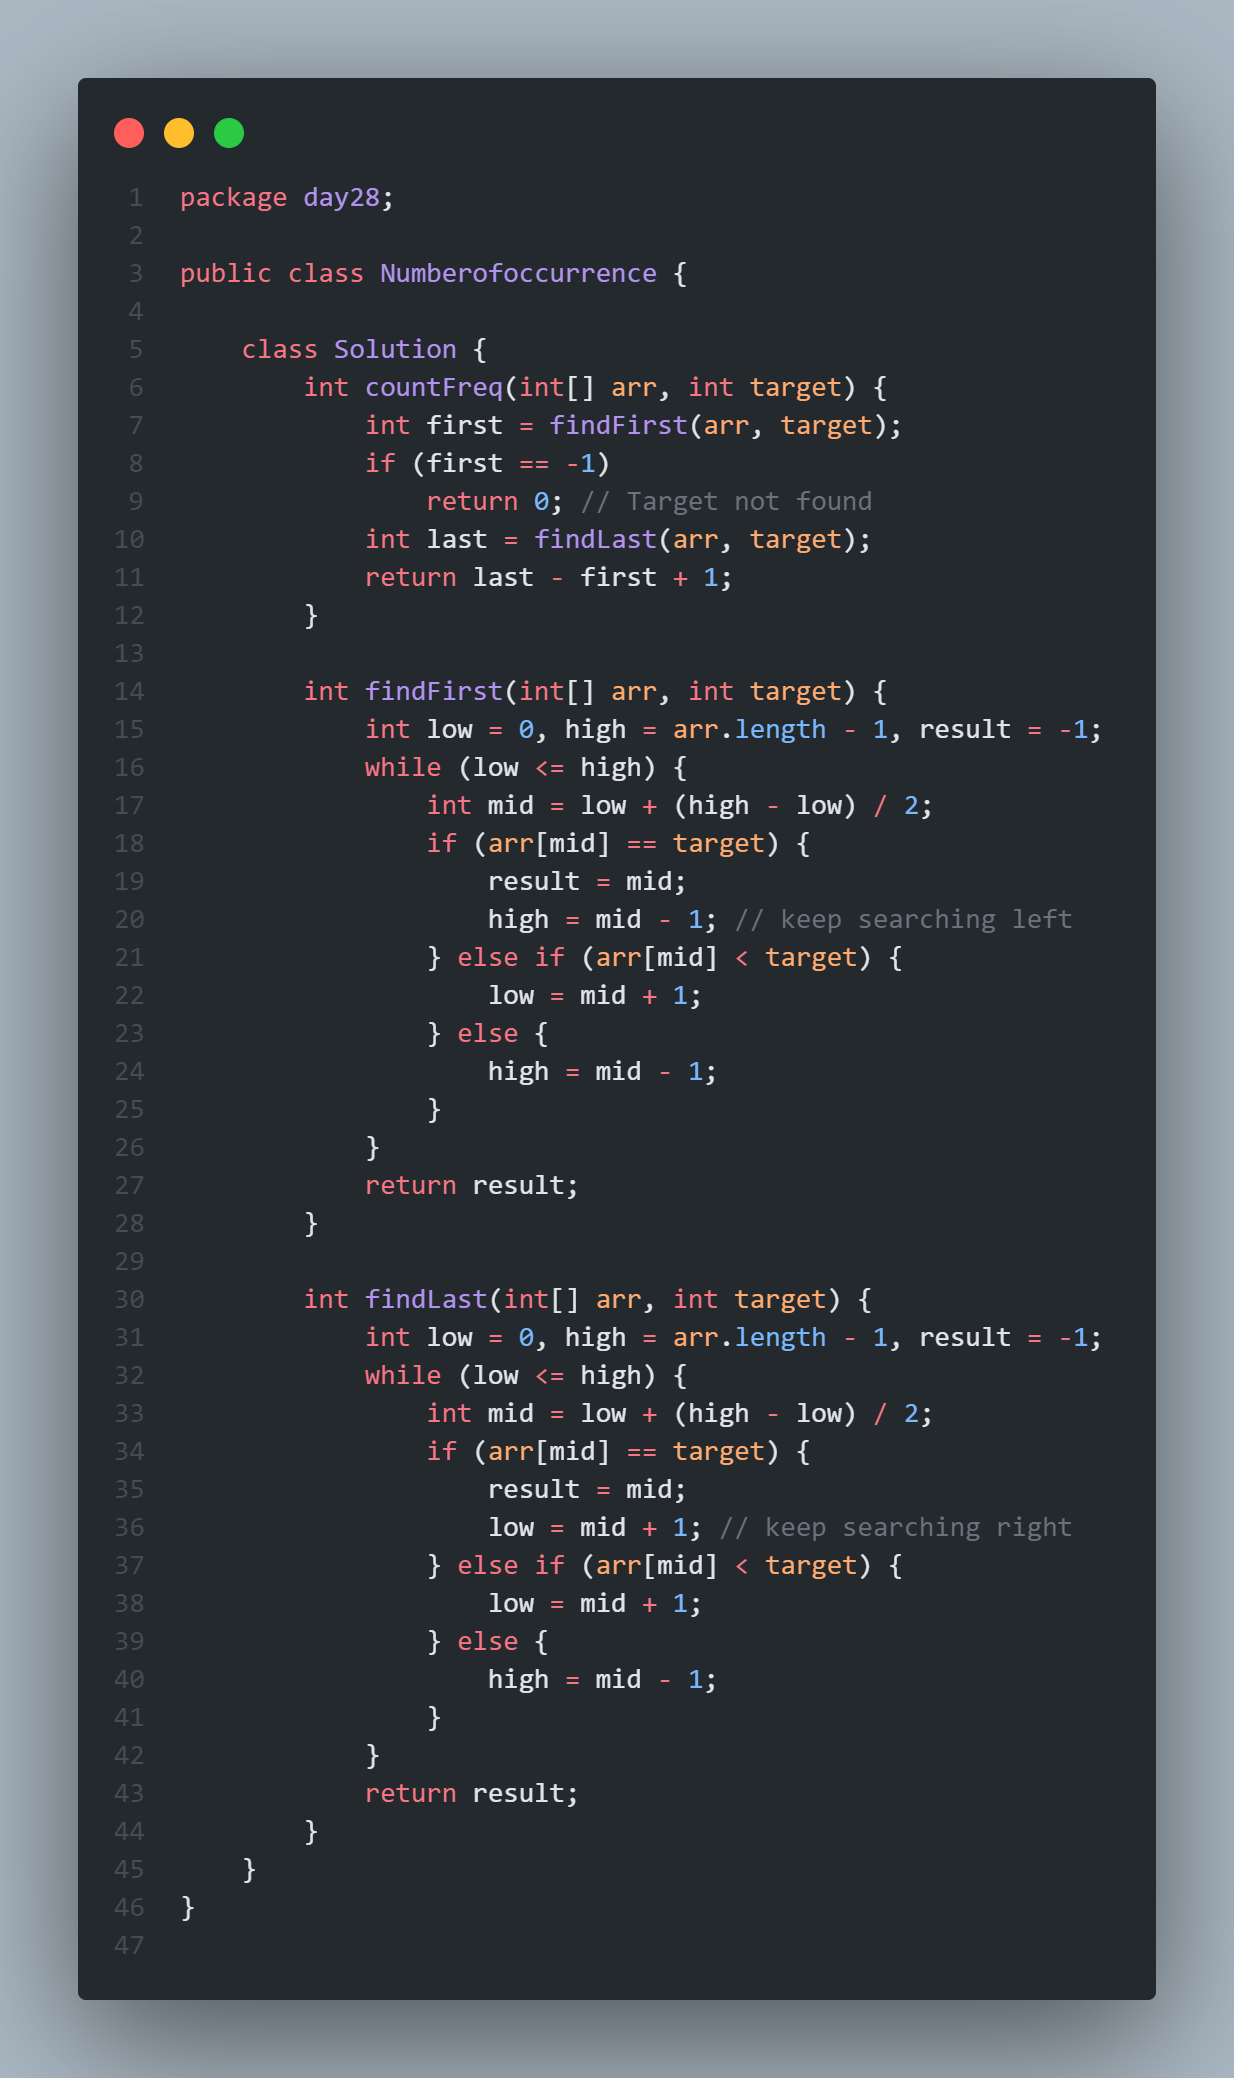 1 package day28;
2
3 public class Numberofoccurrence {
4
5     class Solution {
6         int countFreq(int[] arr, int target) {
7             int first = findFirst(arr, target);
8             if (first == -1)
9                 return 0; // Target not found
10             int last = findLast(arr, target);
11             return last - first + 1;
12         }
13
14         int findFirst(int[] arr, int target) {
15             int low = 0, high = arr.length - 1, result = -1;
16             while (low <= high) {
17                 int mid = low + (high - low) / 2;
18                 if (arr[mid] == target) {
19                     result = mid;
20                     high = mid - 1; // keep searching left
21                 } else if (arr[mid] < target) {
22                     low = mid + 1;
23                 } else {
24                     high = mid - 1;
25                 }
26             }
27             return result;
28         }
29
30         int findLast(int[] arr, int target) {
31             int low = 0, high = arr.length - 1, result = -1;
32             while (low <= high) {
33                 int mid = low + (high - low) / 2;
34                 if (arr[mid] == target) {
35                     result = mid;
36                     low = mid + 1; // keep searching right
37                 } else if (arr[mid] < target) {
38                     low = mid + 1;
39                 } else {
40                     high = mid - 1;
41                 }
42             }
43             return result;
44         }
45     }
46 }
47